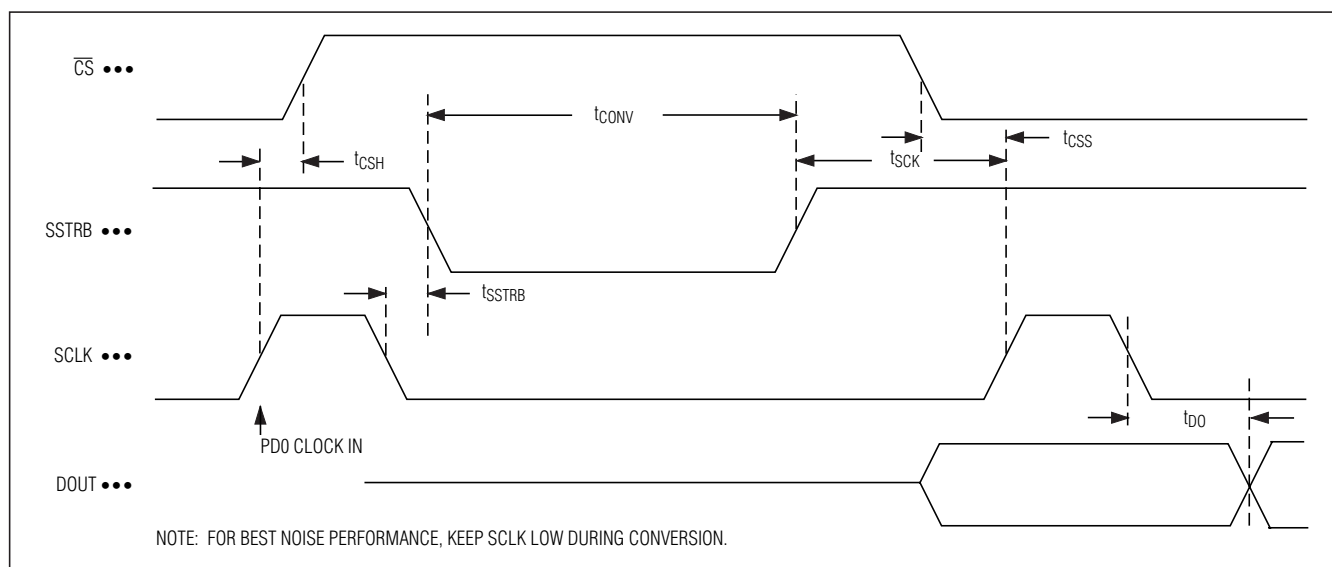 C̅S̅ •••
tCONV
tCSS
tCSH
tSCK
SSTRB •••
tSSTRB
SCLK •••
tDO
PD0 CLOCK IN
DOUT •••
NOTE: FOR BEST NOISE PERFORMANCE, KEEP SCLK LOW DURING CONVERSION.